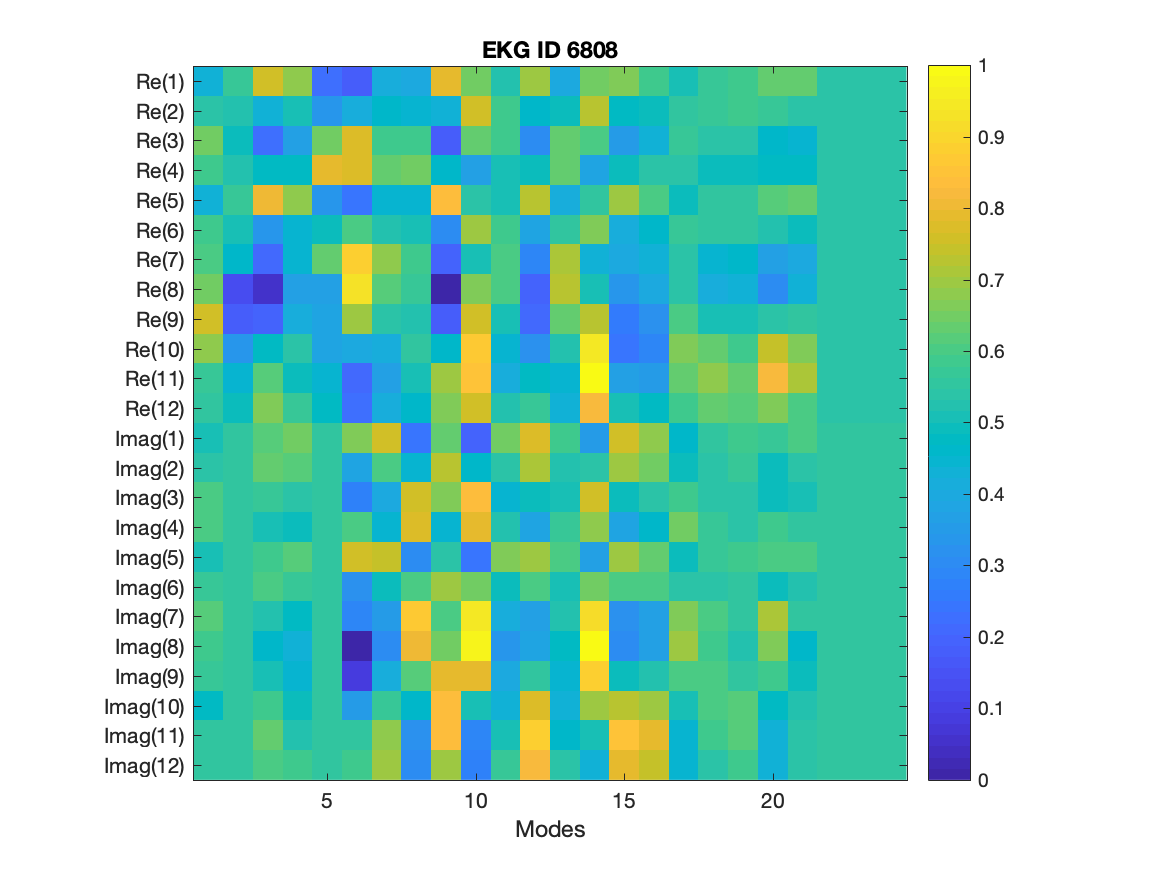 EKG ID 6808
Re(1)
Re(2)
Re(3)
Re(4)
Re(5)
Re(6)
Re(7)
Re(8)
Re(9)
Re(10)
Re(11)
Re(12)
Imag(1)
Imag(2)
Imag(3)
Imag(4)
Imag(5)
Imag(6)
Imag(7)
Imag(8)
Imag(9)
Imag(10)
Imag(11)
Imag(12)
5 10 15 20
Modes
1
0.9
0.8
0.7
0.6
0.5
0.4
0.3
0.2
0.1
0